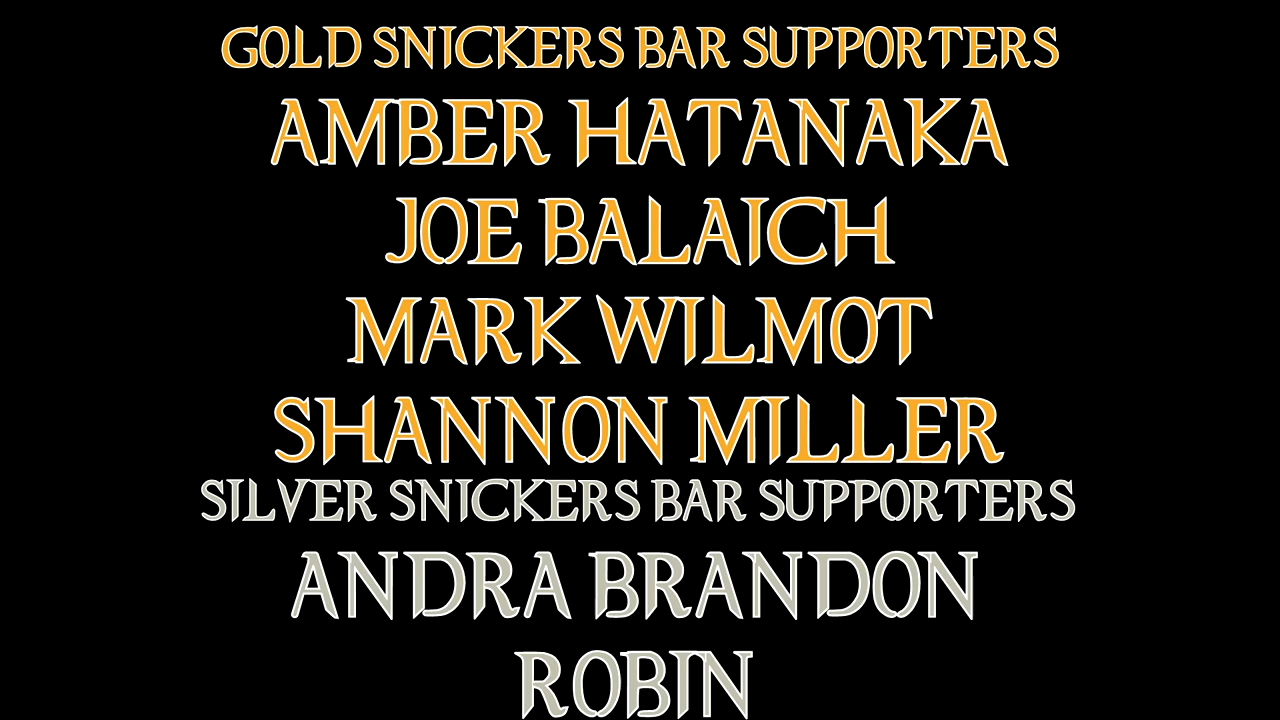 GOLD SNICKERS BAR SUPPORTERS
AMBER HATANAKA
JOE BALAICH
MARK WILMOT
SHANNON MILLER
SILVER SNICKERS BAR SUPPORTERS
ANDRA BRANDON
ROBIN